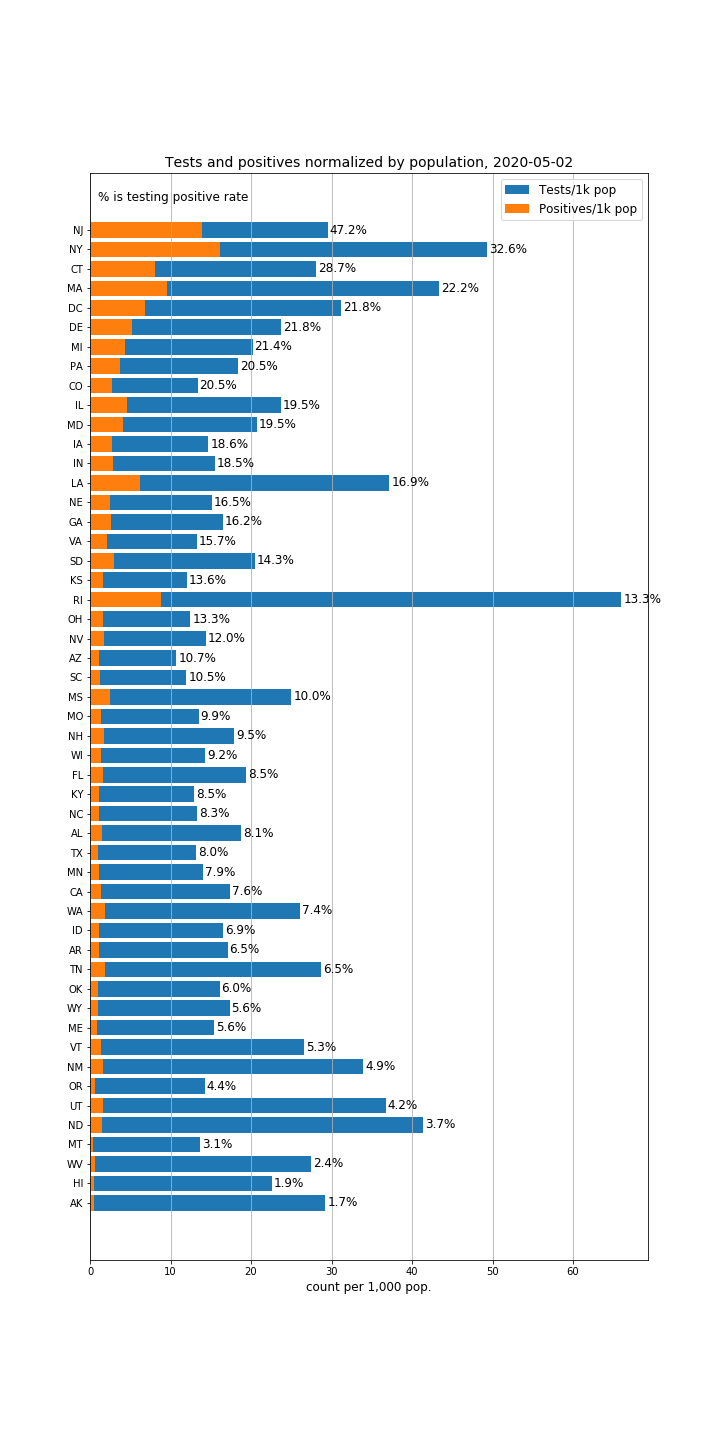 Tests and positives normalized by population, 2020-05-02
% is testing positive rate
Tests/1k pop
Positives/1k pop
NJ 47.2%
NY 32.6%
CT 28.7%
MA 22.2%
DC 21.8%
DE 21.8%
MI 21.4%
PA 20.5%
CO 20.5%
IL 19.5%
MD 19.5%
IA 18.6%
IN 18.5%
LA 16.9%
NE 16.5%
GA 16.2%
VA 15.7%
SD 14.3%
KS 13.6%
RI 13.3%
OH 13.3%
NV 12.0%
AZ 10.7%
SC 10.5%
MS 10.0%
MO 9.9%
NH 9.5%
WI 9.2%
FL 8.5%
KY 8.5%
NC 8.3%
AL 8.1%
TX 8.0%
MN 7.9%
CA 7.6%
WA 7.4%
ID 6.9%
AR 6.5%
TN 6.5%
OK 6.0%
WY 5.6%
ME 5.6%
VT 5.3%
NM 4.9%
OR 4.4%
UT 4.2%
ND 3.7%
MT 3.1%
WV 2.4%
HI 1.9%
AK 1.7%
0 10 20 30 40 50 60
count per 1,000 pop.